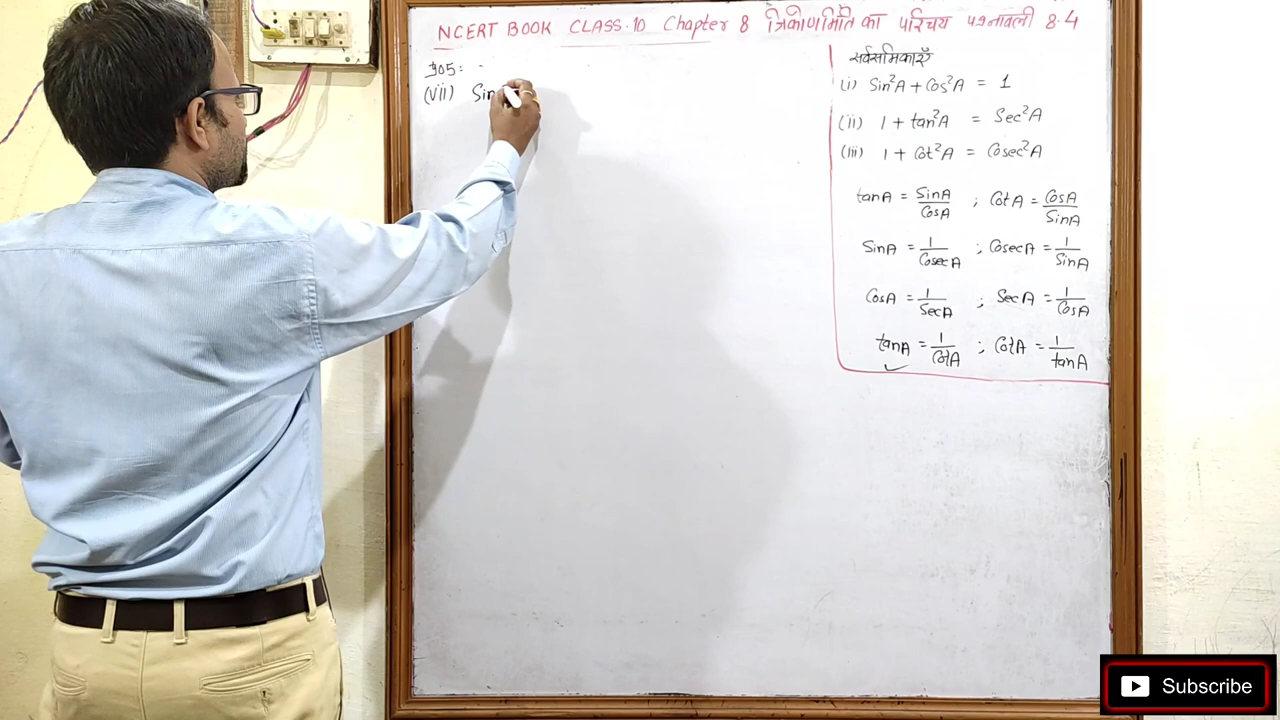 NCERT BOOK CLASS-10 Chapter 8 त्रिकोणमिति का परिचय प्रश्नावली 8.4
प्र05: -
(vii) Sin
सर्वसमिकाएँ
(i) Sin²A + Cos²A = 1
(ii) 1 + tan²A = Sec²A
(iii) 1 + Cot²A = Cosec²A
tanA = SinA/CosA ; CotA = CosA/SinA
SinA = 1/CosecA ; CosecA = 1/SinA
CosA = 1/SecA ; SecA = 1/CosA
tanA = 1/CotA ; CotA = 1/tanA
Subscribe